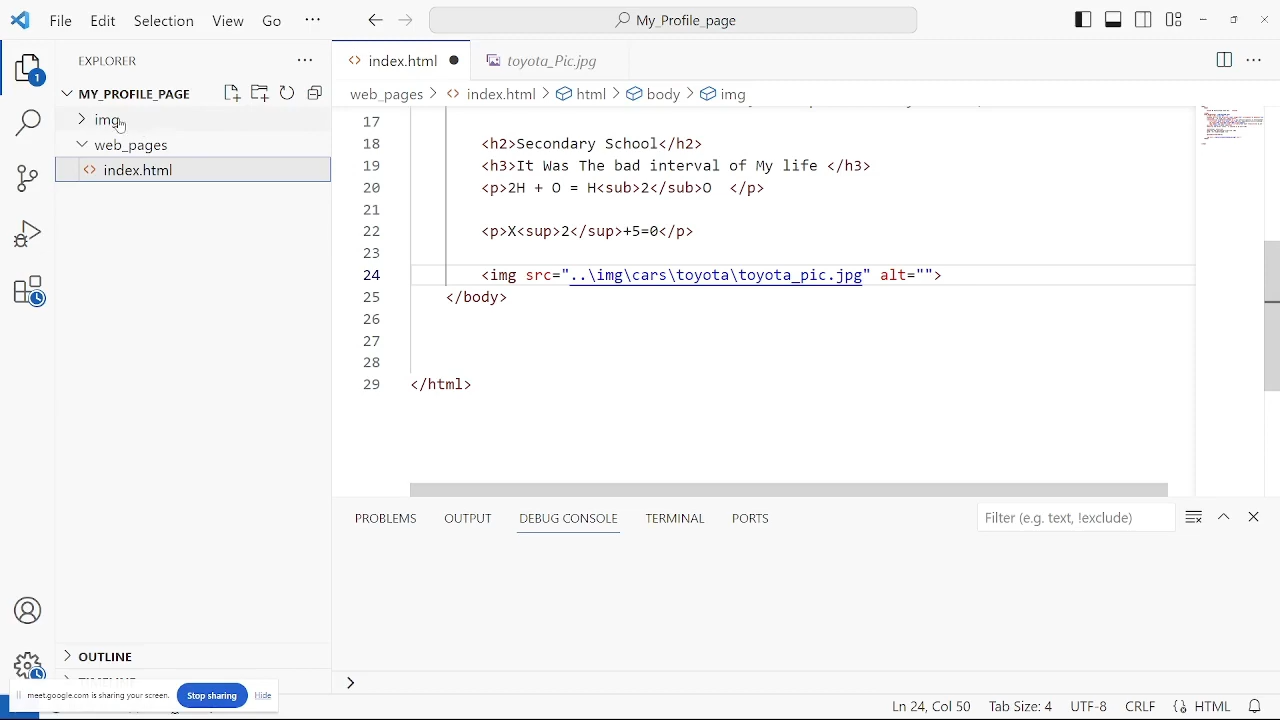 File Edit Selection View Go ··· My_Profile_page
EXPLORER ···
index.html toyota_Pic.jpg ···
MY_PROFILE_PAGE
web_pages > index.html > html > body > img
img
web_pages
index.html
17
18 <h2>Secondary School</h2>
19 <h3>It Was The bad interval of My life </h3>
20 <p>2H + O = H<sub>2</sub>O  </p>
21
22 <p>X<sup>2</sup>+5=0</p>
23
24 <img src="..\img\cars\toyota\toyota_pic.jpg" alt="">
25 </body>
26
27
28
29 </html>
PROBLEMS OUTPUT DEBUG CONSOLE TERMINAL PORTS Filter (e.g. text, !exclude)
OUTLINE
meet.google.com is sharing your screen. Stop sharing Hide
Col 50 Tab Size: 4 UTF-8 CRLF HTML
1